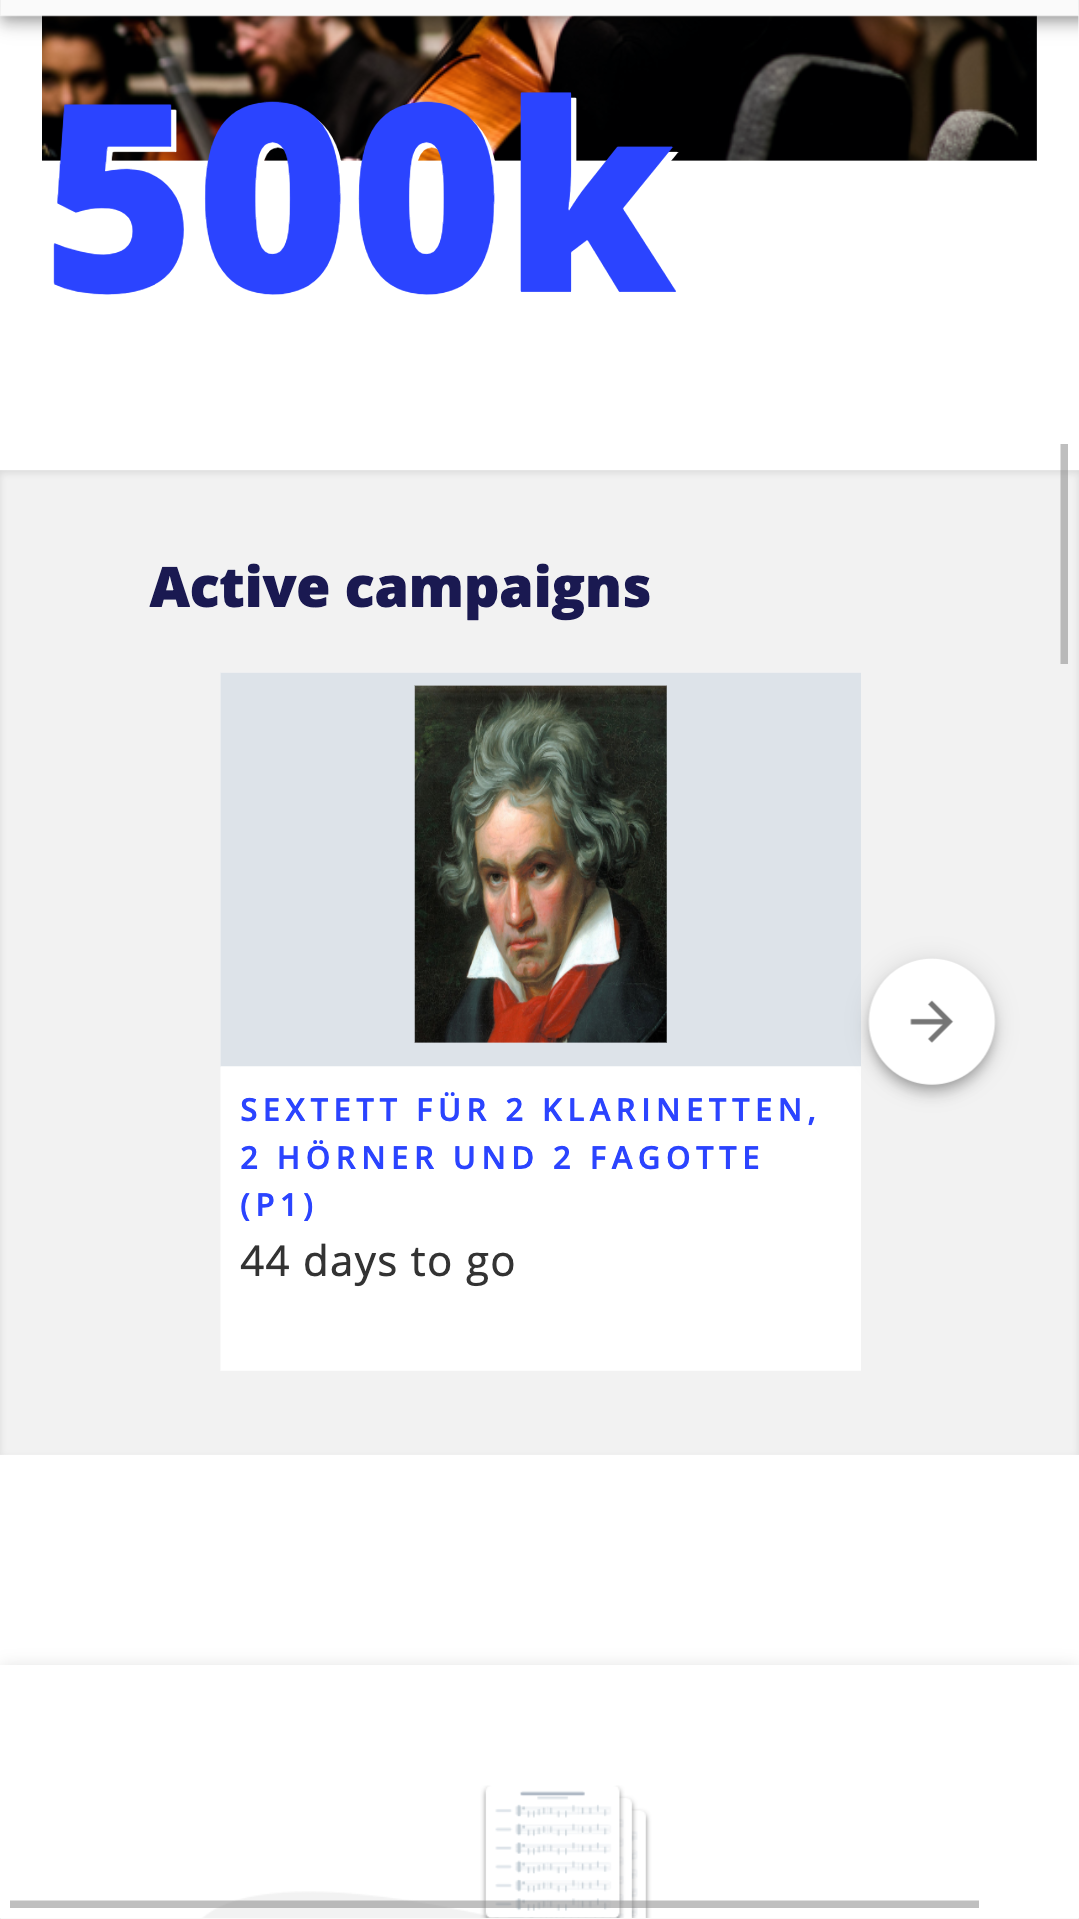 500k
Active campaigns
SEXTETT FÜR 2 KLARINETTEN,
2 HÖRNER UND 2 FAGOTTE
(P1)
44 days to go